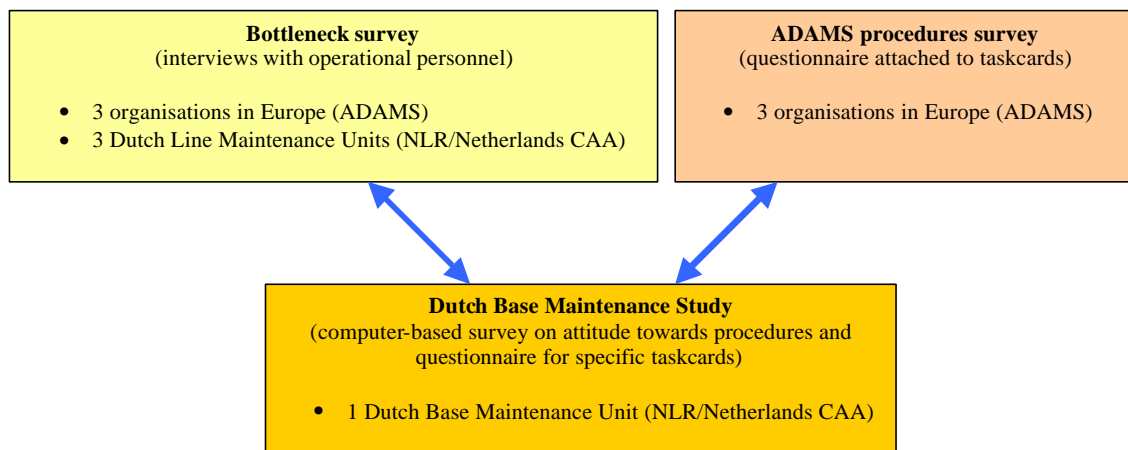 Bottleneck survey
(interviews with operational personnel)
• 3 organisations in Europe (ADAMS)
• 3 Dutch Line Maintenance Units (NLR/Netherlands CAA)
ADAMS procedures survey
(questionnaire attached to taskcards)
• 3 organisations in Europe (ADAMS)
Dutch Base Maintenance Study
(computer-based survey on attitude towards procedures and
questionnaire for specific taskcards)
• 1 Dutch Base Maintenance Unit (NLR/Netherlands CAA)